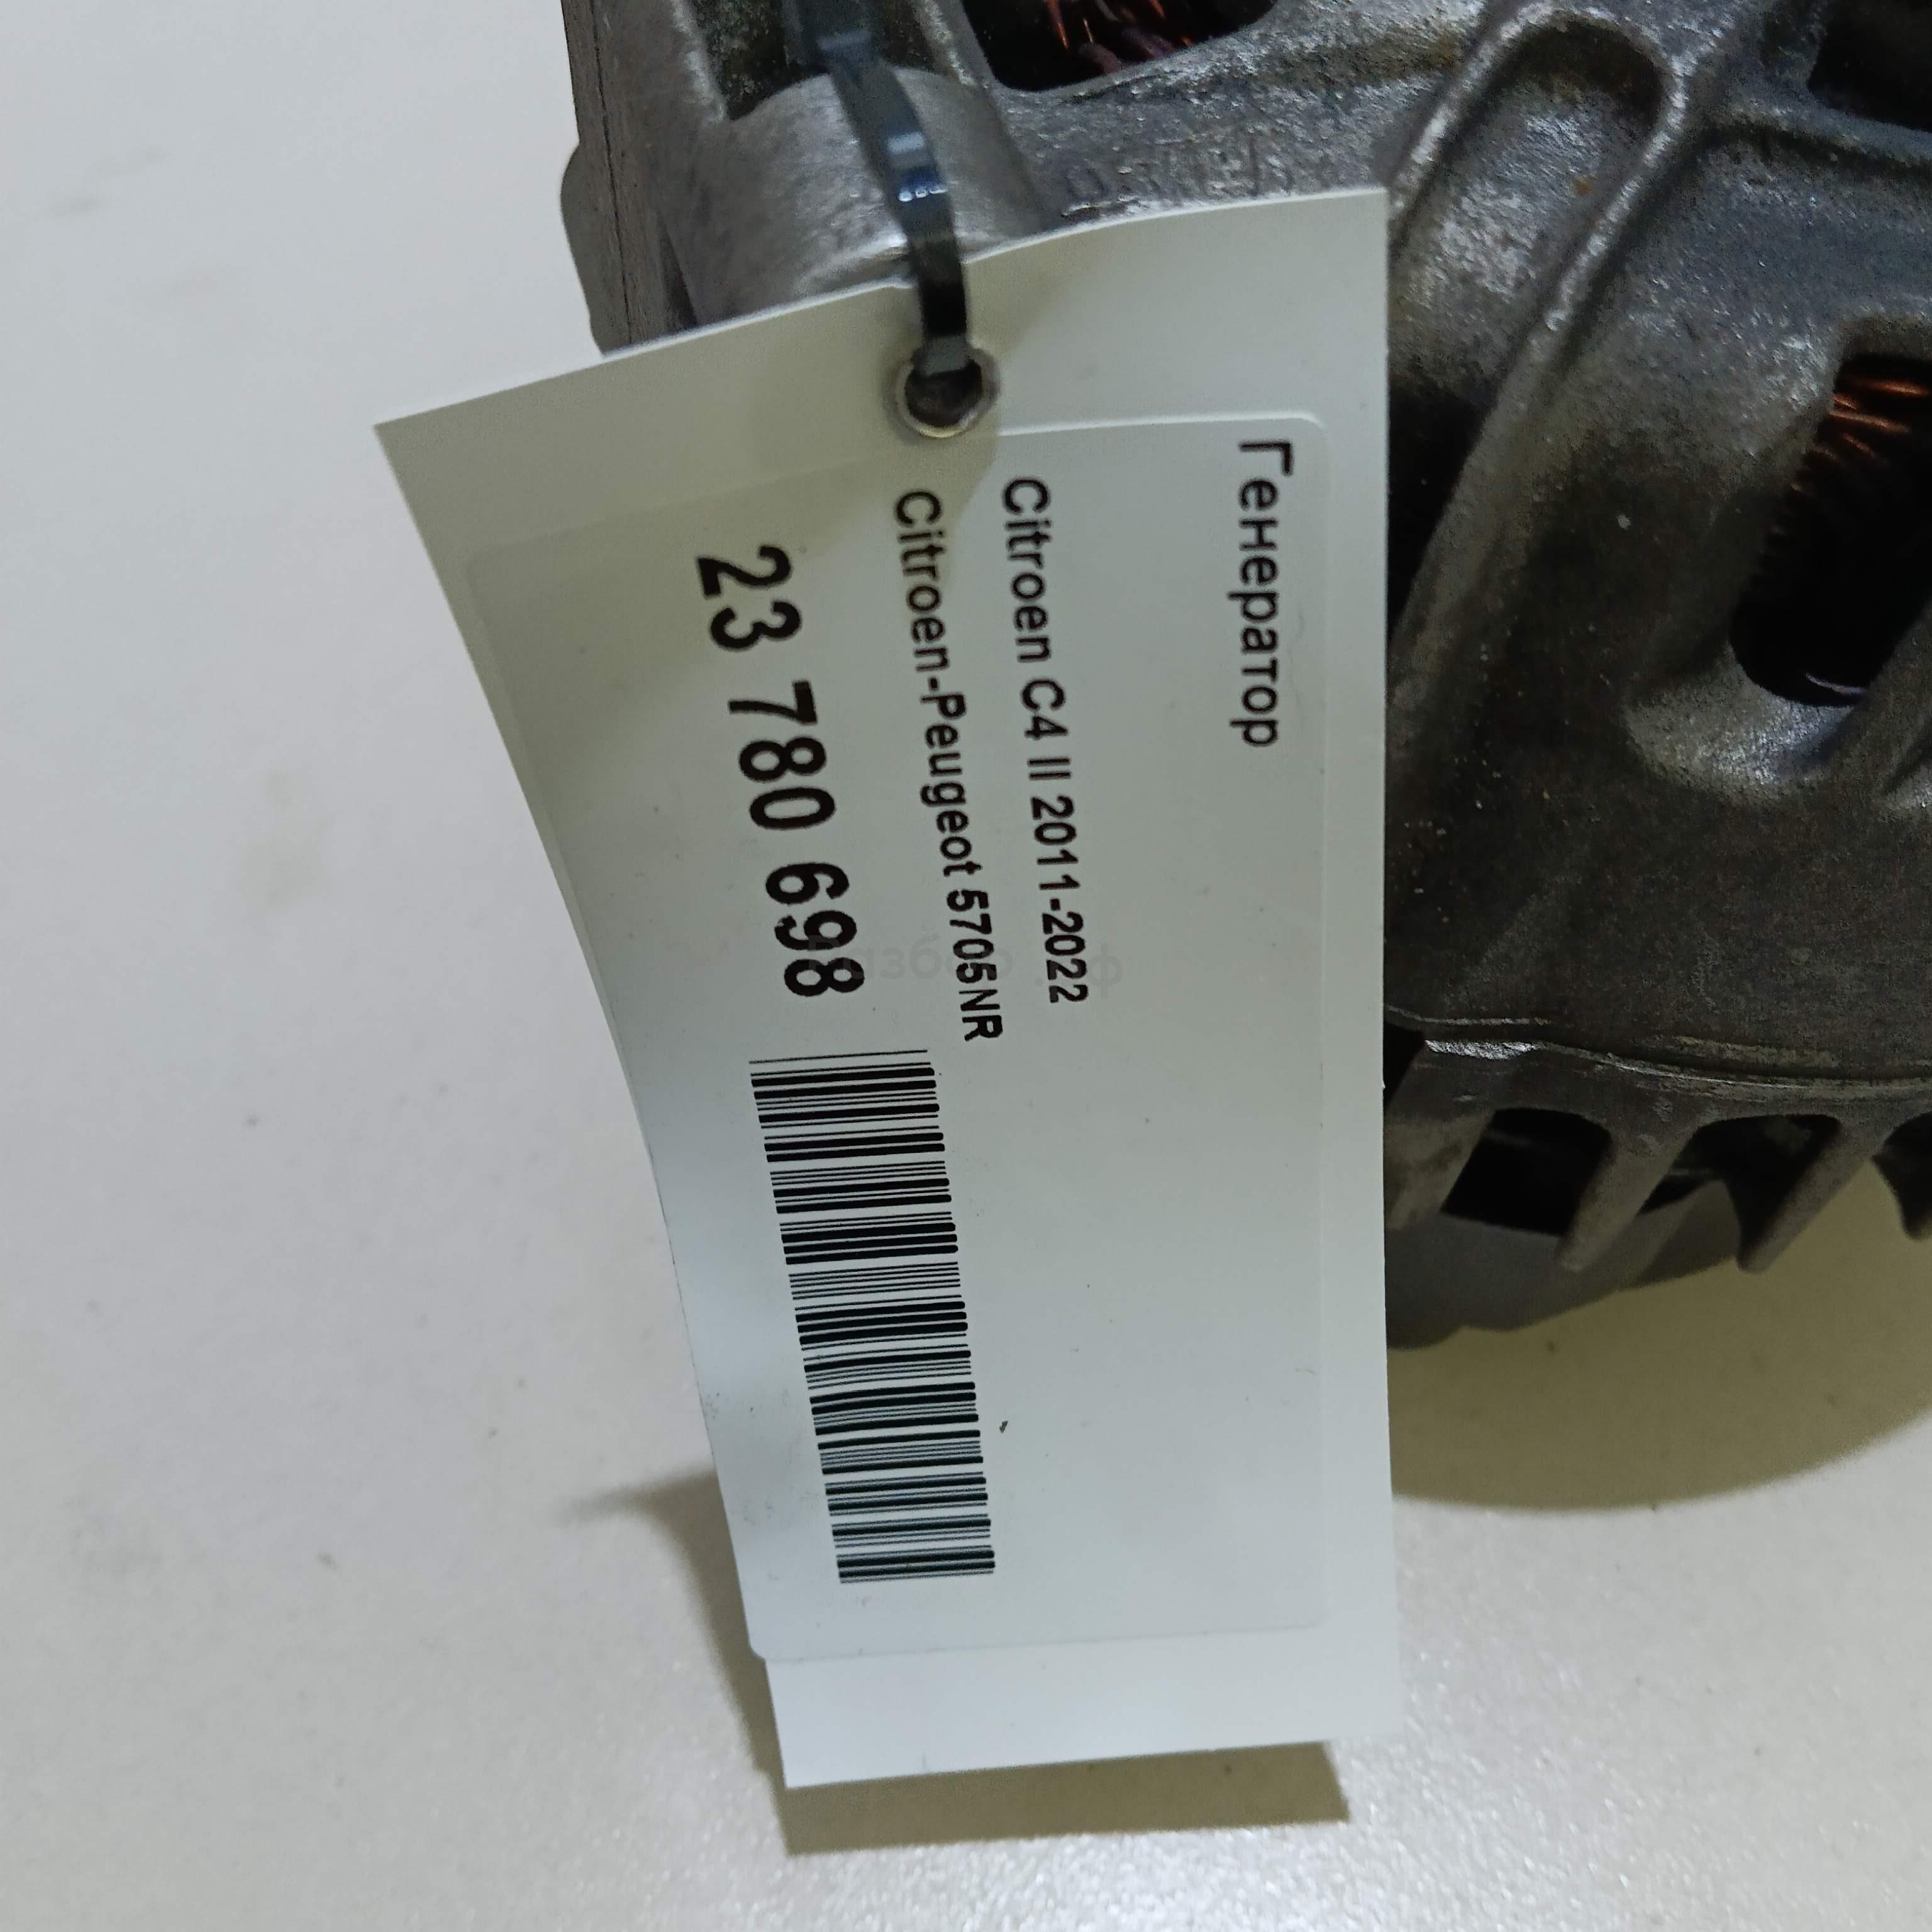 Генератор
Citroen C4 II 2011-2022
Citroen-Peugeot 5705NR
23 780 698